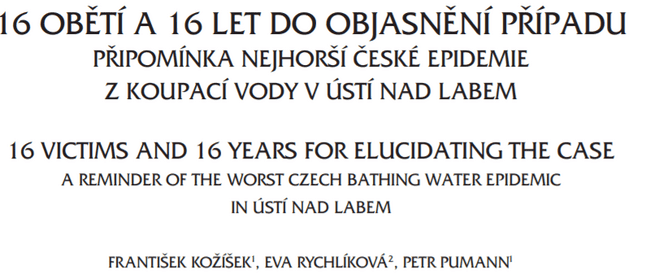 16 OBĚTÍ A 16 LET DO OBJASNĚNÍ PŘÍPADU
PŘIPOMÍNKA NEJHORŠÍ ČESKÉ EPIDEMIE
Z KOUPACÍ VODY V ÚSTÍ NAD LABEM
16 VICTIMS AND 16 YEARS FOR ELUCIDATING THE CASE
A REMINDER OF THE WORST CZECH BATHING WATER EPIDEMIC
IN ÚSTÍ NAD LABEM
FRANTIŠEK KOŽÍŠEK¹, EVA RYCHLÍKOVÁ², PETR PUMANN¹